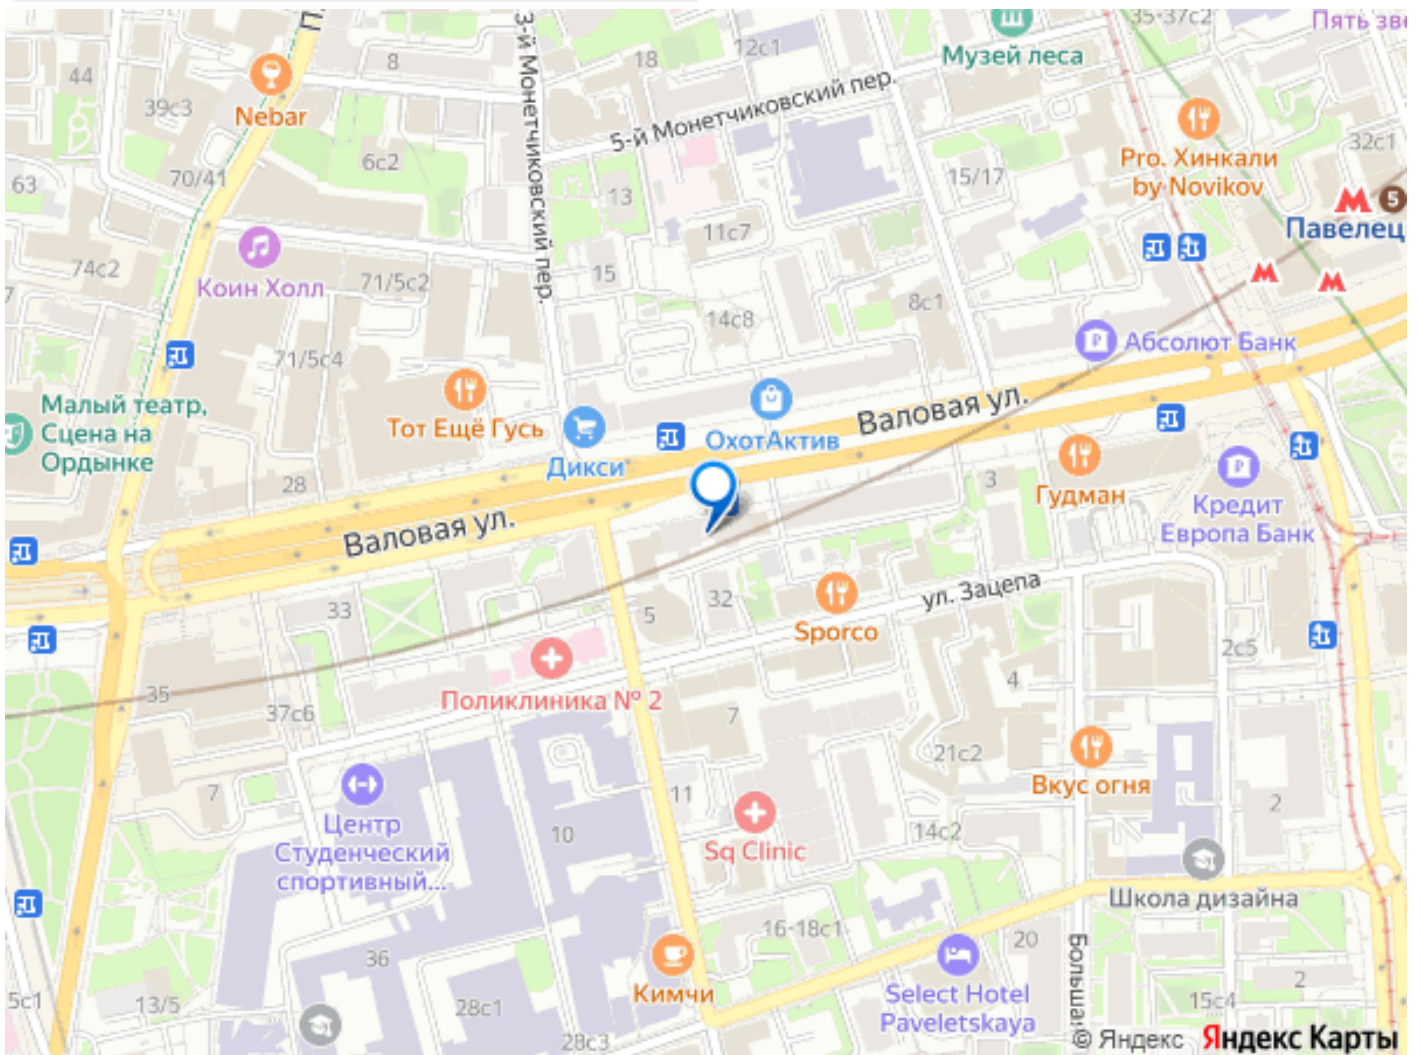 35-37с2
Пять зве
Музей леса
12с1
18
8
44
39с3
Nebar
3-й Монетчиковский пер.
5-й Монетчиковский пер.
32с1
Pro. Хинкали
by Novikov
6с2
70/41
63
13
15/17
5
Павелец
11с7
74с2
Коин Холл
71/5с2
15
8с1
14с8
Абсолют Банк
71/5с4
Малый театр,
Сцена на
Ордынке
Тот Ещё Гусь
Дикси
ОхотАктив
Валовая ул.
28
3
Гудман
Кредит
Европа Банк
Валовая ул.
33
5
32
ул. Зацепа
Sporco
2с5
Поликлиника № 2
35
37с6
7
4
21с2
Вкус огня
7
11
2
Центр
Студенческий
спортивный...
10
Sq Clinic
14с2
Школа дизайна
16-18с1
20
36
Кимчи
Select Hotel
Paveletskaya
Большая
2
5с1
13/5
28с1
28с3
15с4
© Яндекс Яндекс Карты